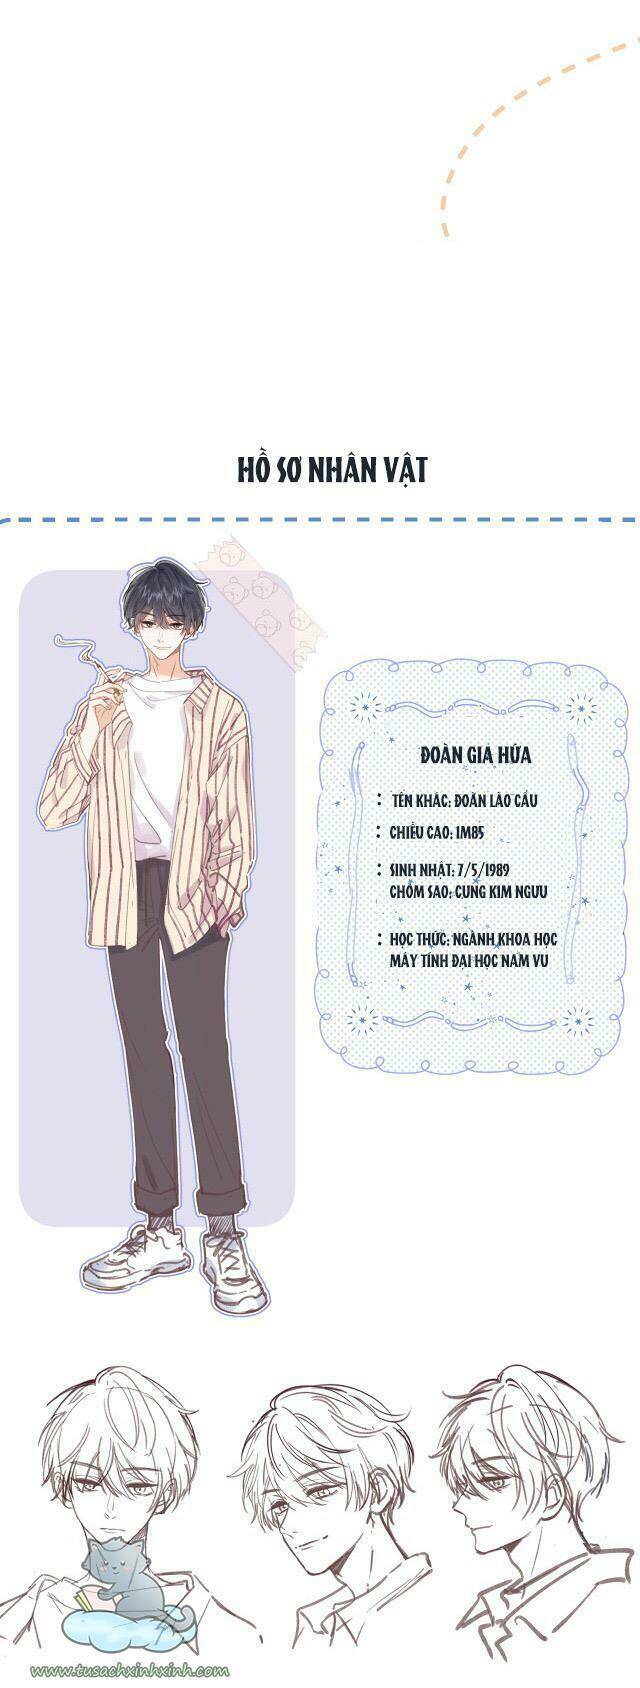 HỒ SƠ NHÂN VẬT
ĐOÀN GIA HỨA
: TÊN KHÁC: ĐOÀN LÃO CẨU
: CHIỀU CAO: 1M85
: SINH NHẬT: 7/5/1989
CHÒM SAO: CUNG KIM NGƯU
: HỌC THỨC: NGÀNH KHOA HỌC
MÁY TÍNH ĐẠI HỌC NAM VU
www.tusachxinhxinh.com